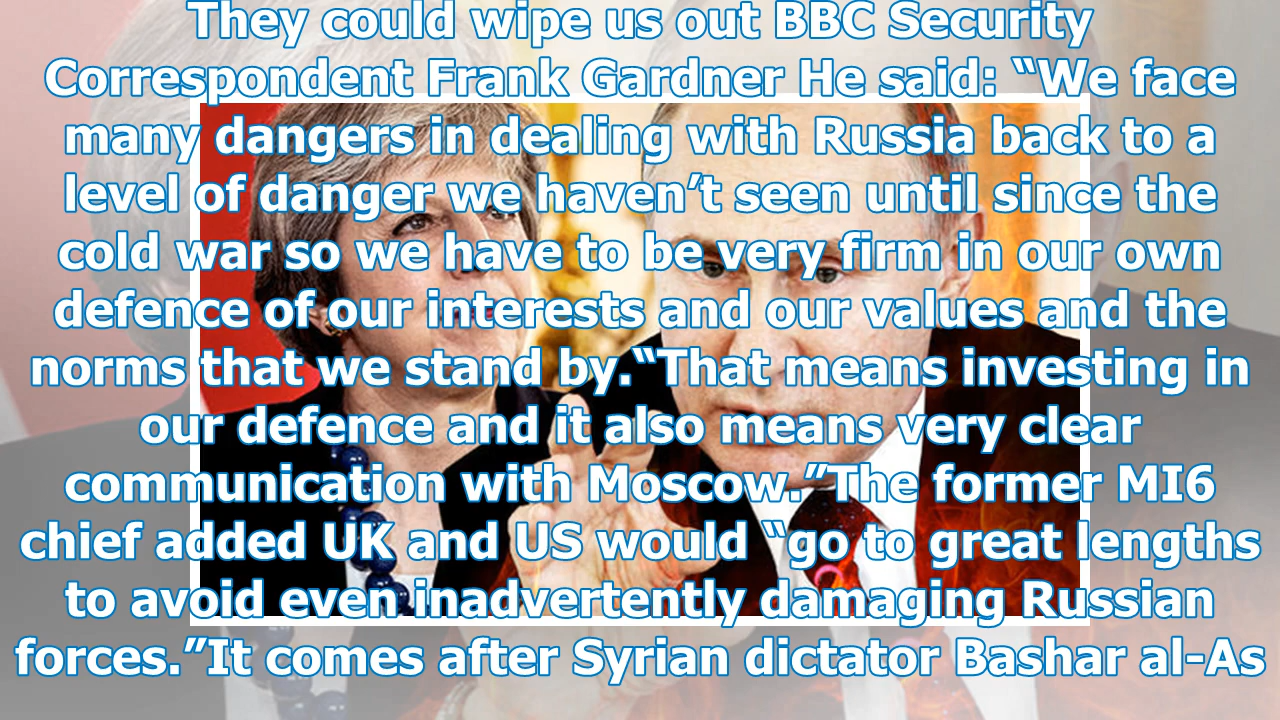 They could wipe us out BBC Security
Correspondent Frank Gardner He said: “We face
many dangers in dealing with Russia back to a
level of danger we haven’t seen until since the
cold war so we have to be very firm in our own
defence of our interests and our values and the
norms that we stand by.“That means investing in
our defence and it also means very clear
communication with Moscow.”The former MI6
chief added UK and US would “go to great lengths
to avoid even inadvertently damaging Russian
forces.”It comes after Syrian dictator Bashar al-As